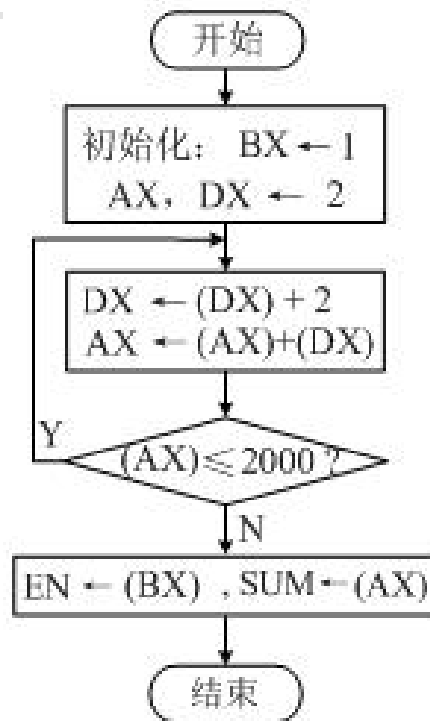 开始
初始化： BX ← 1
AX， DX ← 2
DX ← (DX) + 2
AX ← (AX)+(DX)
Y
(AX)≤2000？
N
EN ← (BX) ，SUM←(AX)
结束